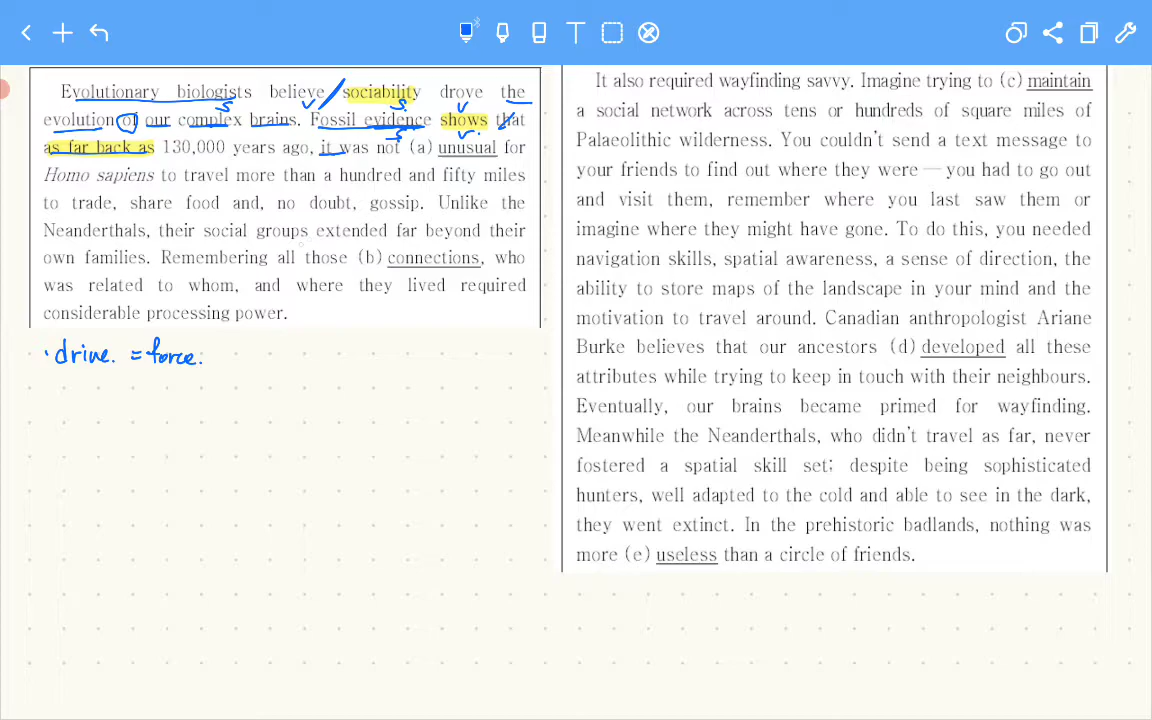 Evolutionary biologists believe sociability drove the
evolution of our complex brains. Fossil evidence shows that
as far back as 130,000 years ago, it was not (a) unusual for
Homo sapiens to travel more than a hundred and fifty miles
to trade, share food and, no doubt, gossip. Unlike the
Neanderthals, their social groups extended far beyond their
own families. Remembering all those (b) connections, who
was related to whom, and where they lived required
considerable processing power.
· drive. = force.
It also required wayfinding savvy. Imagine trying to (c) maintain
a social network across tens or hundreds of square miles of
Palaeolithic wilderness. You couldn't send a text message to
your friends to find out where they were — you had to go out
and visit them, remember where you last saw them or
imagine where they might have gone. To do this, you needed
navigation skills, spatial awareness, a sense of direction, the
ability to store maps of the landscape in your mind and the
motivation to travel around. Canadian anthropologist Ariane
Burke believes that our ancestors (d) developed all these
attributes while trying to keep in touch with their neighbours.
Eventually, our brains became primed for wayfinding.
Meanwhile the Neanderthals, who didn't travel as far, never
fostered a spatial skill set; despite being sophisticated
hunters, well adapted to the cold and able to see in the dark,
they went extinct. In the prehistoric badlands, nothing was
more (e) useless than a circle of friends.